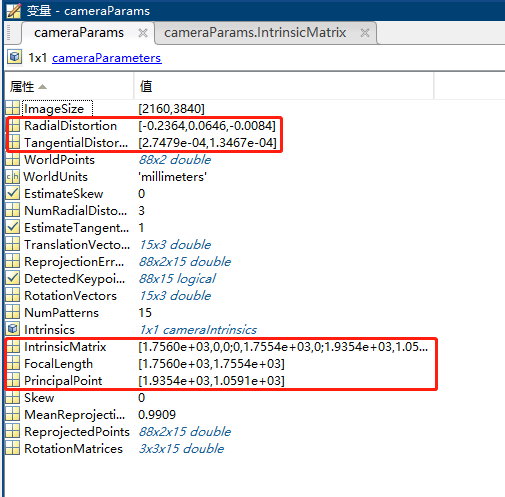 变量 - cameraParams
cameraParams cameraParams.IntrinsicMatrix
1x1 cameraParameters
属性 值
ImageSize [2160,3840]
RadialDistortion [-0.2364,0.0646,-0.0084]
TangentialDistor... [2.7479e-04,1.3467e-04]
WorldPoints 88x2 double
WorldUnits 'millimeters'
EstimateSkew 0
NumRadialDisto... 3
EstimateTangent... 1
TranslationVecto... 15x3 double
ReprojectionErr... 88x2x15 double
DetectedKeypoi... 88x15 logical
RotationVectors 15x3 double
NumPatterns 15
Intrinsics 1x1 cameraIntrinsics
IntrinsicMatrix [1.7560e+03,0,0;0,1.7554e+03,0;1.9354e+03,1.05...
FocalLength [1.7560e+03,1.7554e+03]
PrincipalPoint [1.9354e+03,1.0591e+03]
Skew 0
MeanReprojecti... 0.9909
ReprojectedPoints 88x2x15 double
RotationMatrices 3x3x15 double